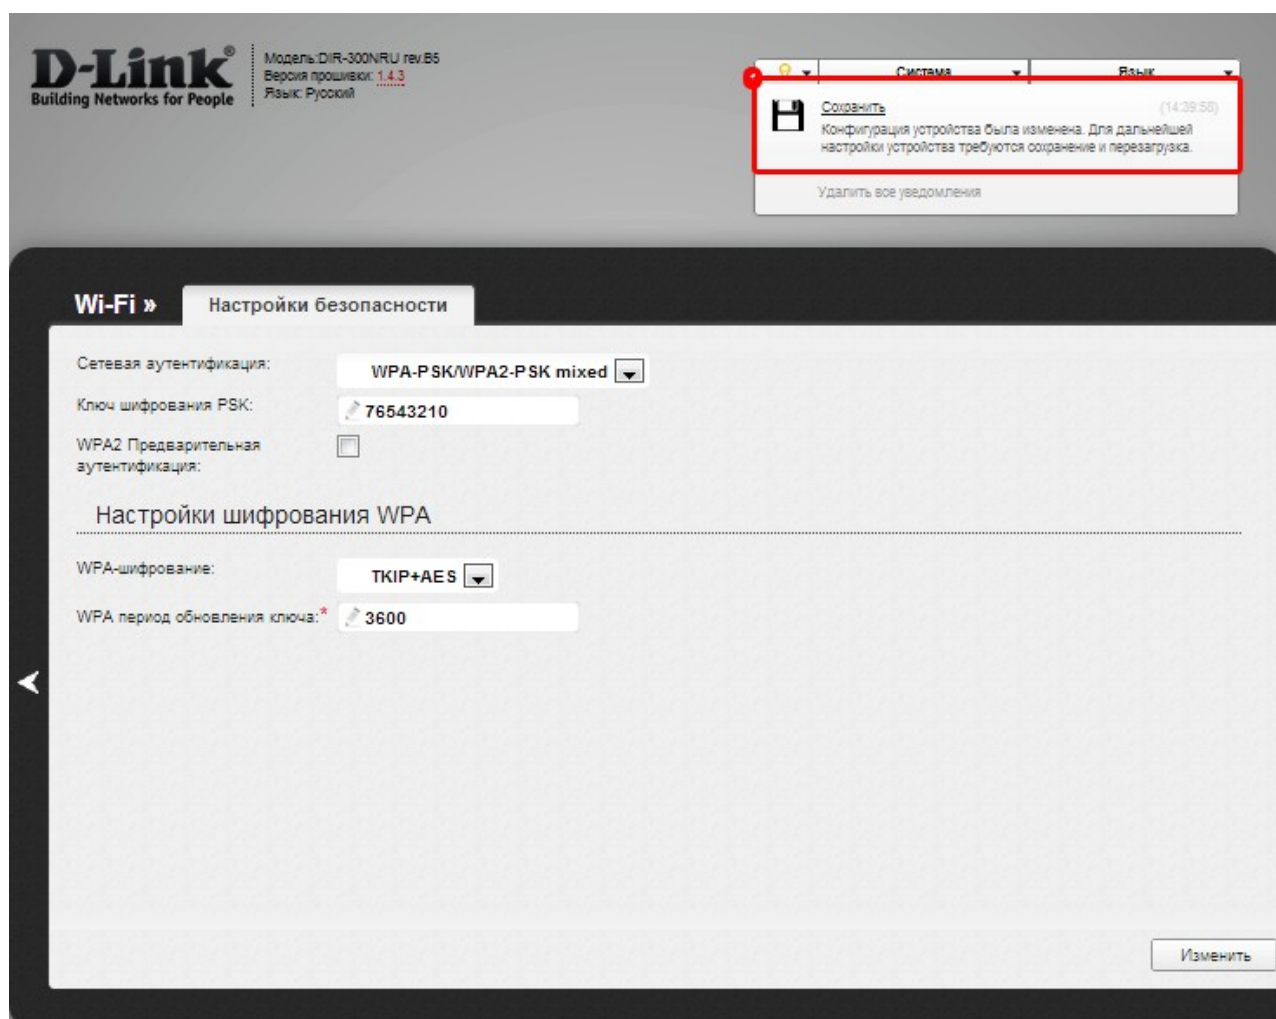 D-Link®
Building Networks for People
Модель:DIR-300NRU rev.B5
Версия прошивки: 1.4.3
Язык: Русский
Система
Язык
Сохранить (14:39:58)
Конфигурация устройства была изменена. Для дальнейшей
настройки устройства требуются сохранение и перезагрузка.
Удалить все уведомления
Wi-Fi »
Настройки безопасности
Сетевая аутентификация: WPA-PSK/WPA2-PSK mixed
Ключ шифрования PSK: 76543210
WPA2 Предварительная
аутентификация:
Настройки шифрования WPA
WPA-шифрование: TKIP+AES
WPA период обновления ключа:* 3600
Изменить